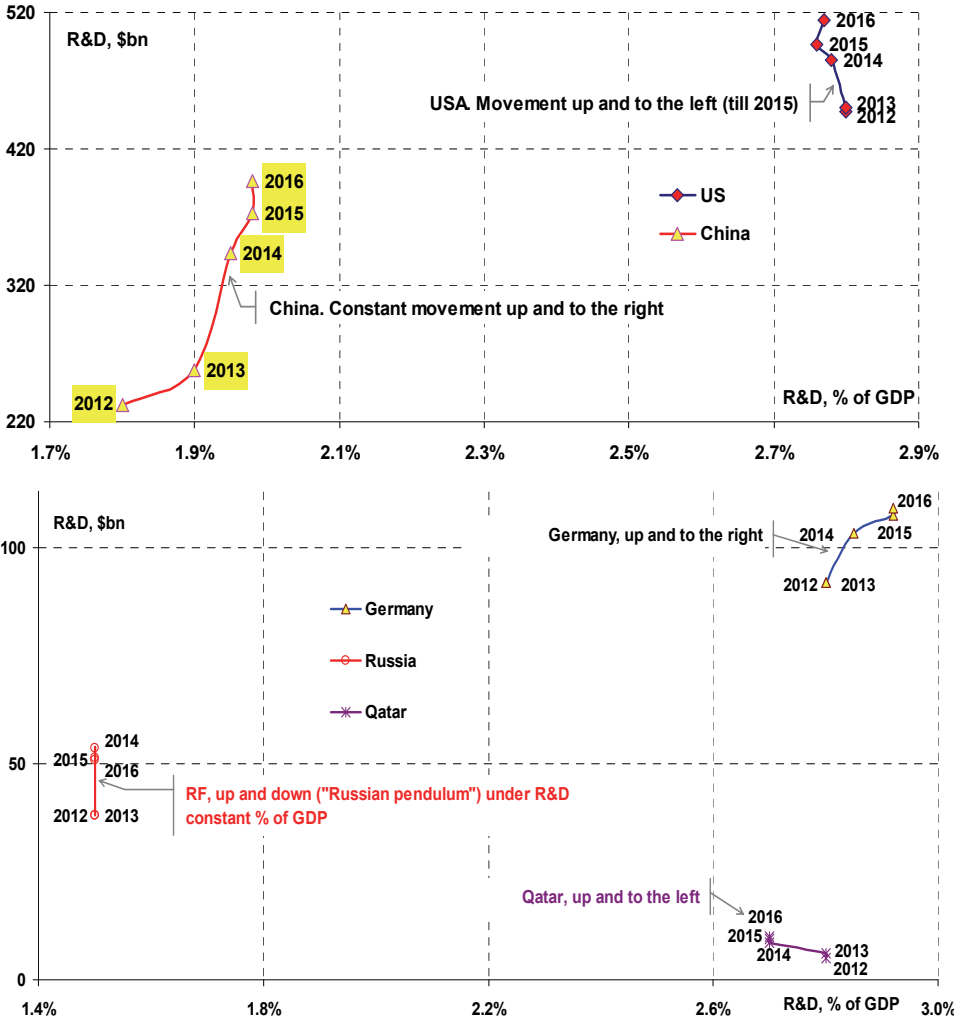 520
R&D, $bn
2016
2015
2014
USA. Movement up and to the left (till 2015)
2013
2012
420
2016
US
2015
China
2014
320
China. Constant movement up and to the right
2013
2012
R&D, % of GDP
220
1.7% 1.9% 2.1% 2.3% 2.5% 2.7% 2.9%
R&D, $bn
2016
Germany, up and to the right
2014
2015
100
2012
2013
Germany
Russia
Qatar
2014
2015
50
2016
RF, up and down ("Russian pendulum") under R&D
constant % of GDP
2012
2013
Qatar, up and to the left
2016
2015
2014
2013
2012
0
R&D, % of GDP
1.4% 1.8% 2.2% 2.6% 3.0%